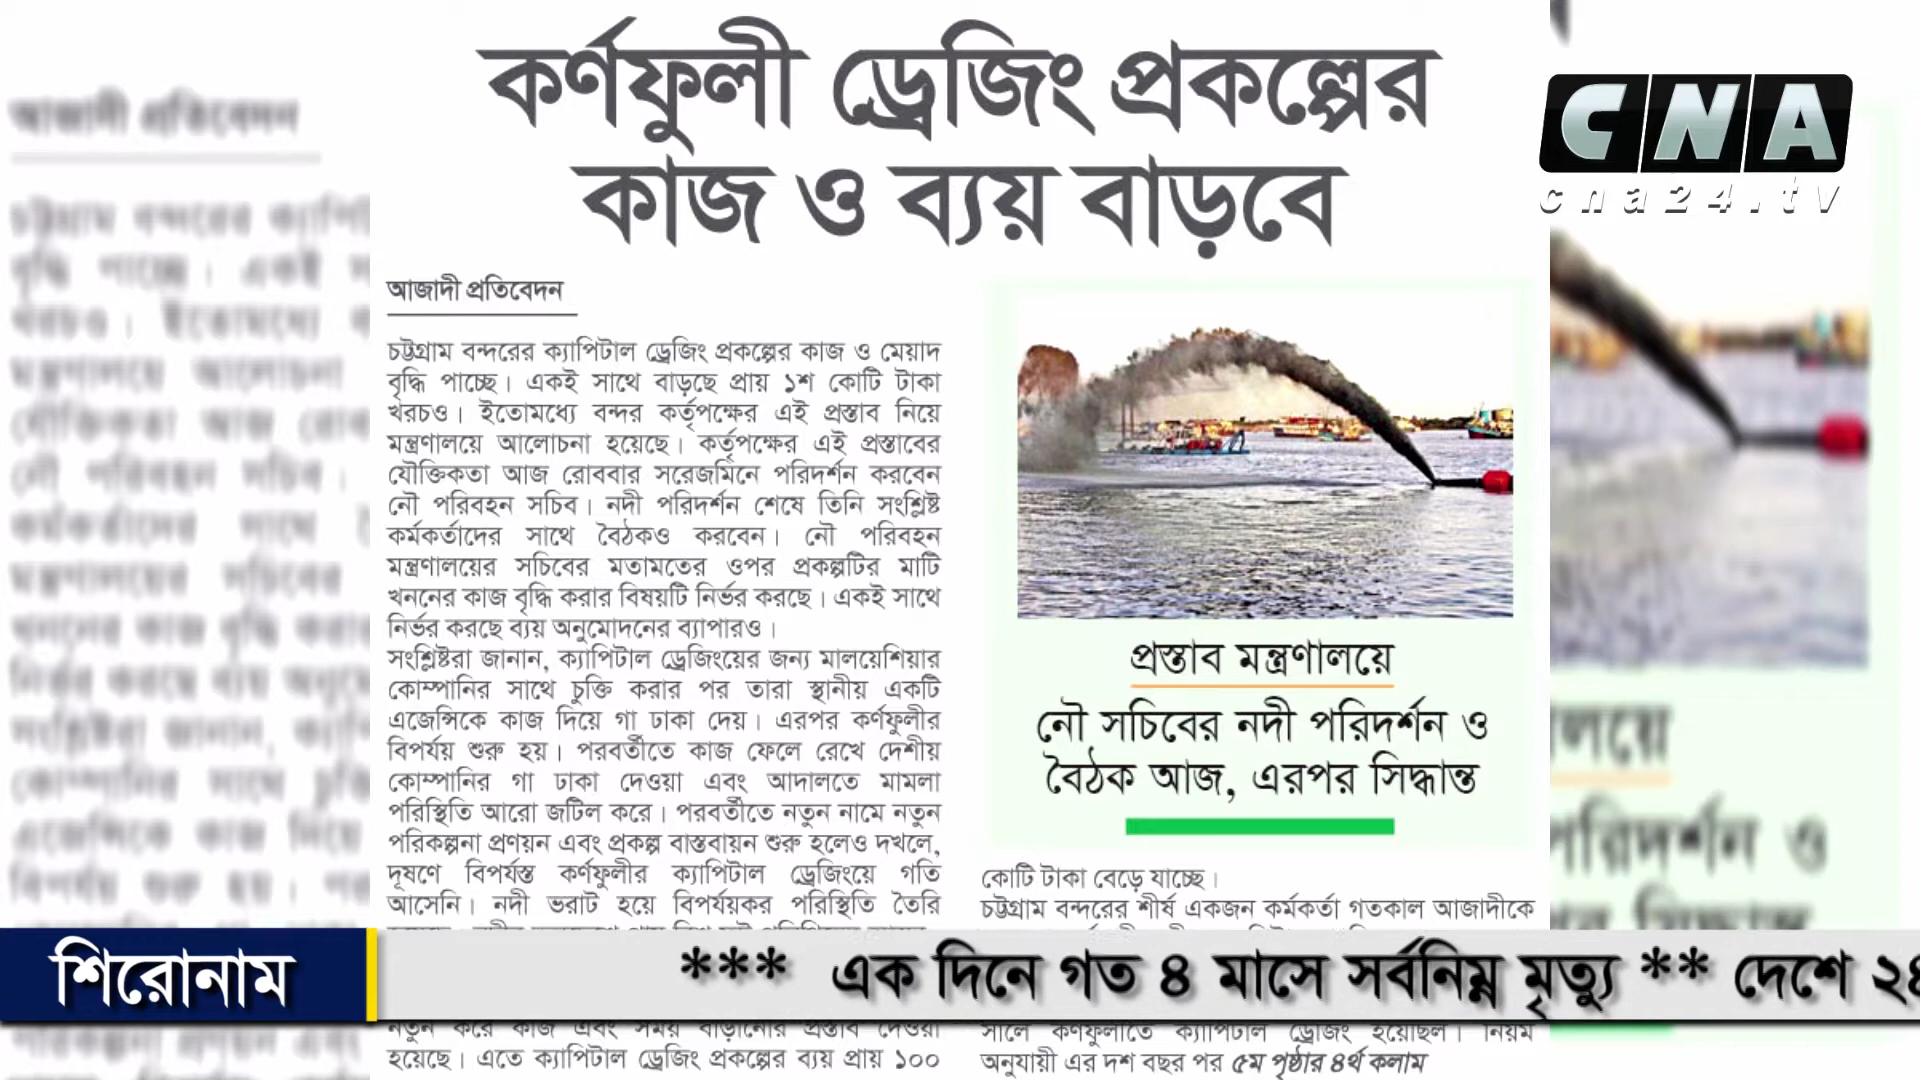 কর্ণফুলী ড্রেজিং প্রকল্পের
কাজ ও ব্যয় বাড়বে
CNA
cna24.tv
আজাদী প্রতিবেদন
চট্টগ্রাম বন্দরের ক্যাপিটাল ড্রেজিং প্রকল্পের কাজ ও মেয়াদ
বৃদ্ধি পাচ্ছে। একই সাথে বাড়ছে প্রায় ১শ কোটি টাকা
খরচও। ইতোমধ্যে বন্দর কর্তৃপক্ষের এই প্রস্তাব নিয়ে
মন্ত্রণালয়ে আলোচনা হয়েছে। কর্তৃপক্ষের এই প্রস্তাবের
যৌক্তিকতা আজ রোববার সরেজমিনে পরিদর্শন করবেন
নৌ পরিবহন সচিব। নদী পরিদর্শন শেষে তিনি সংশ্লিষ্ট
কর্মকর্তাদের সাথে বৈঠকও করবেন। নৌ পরিবহন
মন্ত্রণালয়ের সচিবের মতামতের ওপর প্রকল্পটির মাটি
খননের কাজ বৃদ্ধি করার বিষয়টি নির্ভর করছে। একই সাথে
নির্ভর করছে ব্যয় অনুমোদনের ব্যাপারও।
সংশ্লিষ্টরা জানান, ক্যাপিটাল ড্রেজিংয়ের জন্য মালয়েশিয়ার
কোম্পানির সাথে চুক্তি করার পর তারা স্থানীয় একটি
এজেন্সিকে কাজ দিয়ে গা ঢাকা দেয়। এরপর কর্ণফুলীর
বিপর্যয় শুরু হয়। পরবর্তীতে কাজ ফেলে রেখে দেশীয়
কোম্পানির গা ঢাকা দেওয়া এবং আদালতে মামলা
পরিস্থিতি আরো জটিল করে। পরবর্তীতে নতুন নামে নতুন
পরিকল্পনা প্রণয়ন এবং প্রকল্প বাস্তবায়ন শুরু হলেও দখলে,
দূষণে বিপর্যস্ত কর্ণফুলীর ক্যাপিটাল ড্রেজিংয়ে গতি
আসেনি। নদী ভরাট হয়ে বিপর্যয়কর পরিস্থিতি তৈরি
নতুন করে কাজ এবং সময় বাড়ানোর প্রস্তাব দেওয়া
হয়েছে। এতে ক্যাপিটাল ড্রেজিং প্রকল্পের ব্যয় প্রায় ১০০
প্রস্তাব মন্ত্রণালয়ে
নৌ সচিবের নদী পরিদর্শন ও
বৈঠক আজ, এরপর সিদ্ধান্ত
কোটি টাকা বেড়ে যাচ্ছে।
চট্টগ্রাম বন্দরের শীর্ষ একজন কর্মকর্তা গতকাল আজাদীকে
সালে কর্ণফুলীতে ক্যাপিটাল ড্রেজিং হয়েছিল। নিয়ম
অনুযায়ী এর দশ বছর পর ৫ম পৃষ্ঠার ৪র্থ কলাম
শিরোনাম
*** এক দিনে গত ৪ মাসে সর্বনিম্ন মৃত্যু ** দেশে ২৪